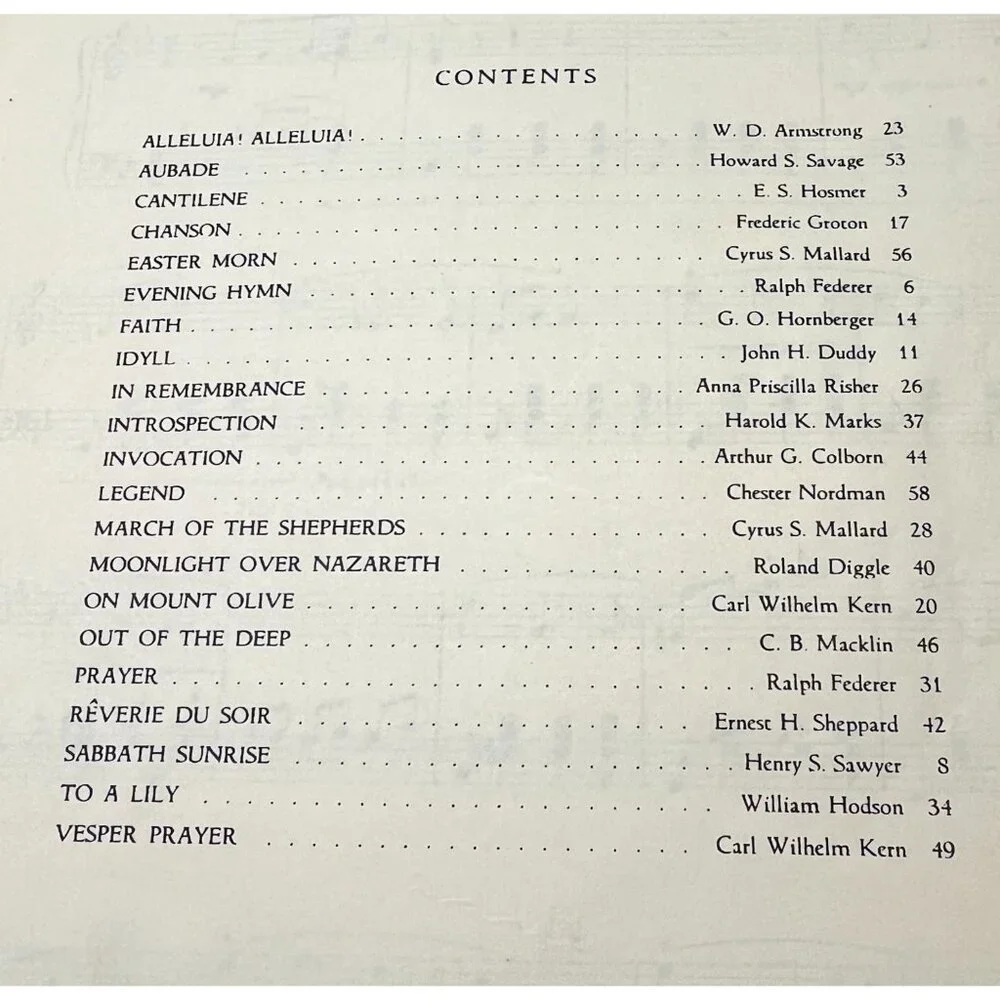 CONTENTS
ALLELUIA! ALLELUIA! . . . . . . . . . . . . . . . . . . W. D. Armstrong 23
AUBADE . . . . . . . . . . . . . . . . . . . . . . . . Howard S. Savage 53
CANTILENE . . . . . . . . . . . . . . . . . . . . . . . . . E. S. Hosmer 3
CHANSON . . . . . . . . . . . . . . . . . . . . . . . . Frederic Groton 17
EASTER MORN . . . . . . . . . . . . . . . . . . . . . . Cyrus S. Mallard 56
EVENING HYMN . . . . . . . . . . . . . . . . . . . . . . Ralph Federer 6
FAITH . . . . . . . . . . . . . . . . . . . . . . . . . . G. O. Hornberger 14
IDYLL . . . . . . . . . . . . . . . . . . . . . . . . . . . John H. Duddy 11
IN REMEMBRANCE . . . . . . . . . . . . . . . . . . Anna Priscilla Risher 26
INTROSPECTION . . . . . . . . . . . . . . . . . . . . Harold K. Marks 37
INVOCATION . . . . . . . . . . . . . . . . . . . . . . Arthur G. Colborn 44
LEGEND . . . . . . . . . . . . . . . . . . . . . . . . Chester Nordman 58
MARCH OF THE SHEPHERDS . . . . . . . . . . . . . . Cyrus S. Mallard 28
MOONLIGHT OVER NAZARETH . . . . . . . . . . . . . Roland Diggle 40
ON MOUNT OLIVE . . . . . . . . . . . . . . . . . . Carl Wilhelm Kern 20
OUT OF THE DEEP . . . . . . . . . . . . . . . . . . . . C. B. Macklin 46
PRAYER . . . . . . . . . . . . . . . . . . . . . . . . . . Ralph Federer 31
RÊVERIE DU SOIR . . . . . . . . . . . . . . . . . . Ernest H. Sheppard 42
SABBATH SUNRISE . . . . . . . . . . . . . . . . . . . Henry S. Sawyer 8
TO A LILY . . . . . . . . . . . . . . . . . . . . . . . William Hodson 34
VESPER PRAYER . . . . . . . . . . . . . . . . . . . Carl Wilhelm Kern 49